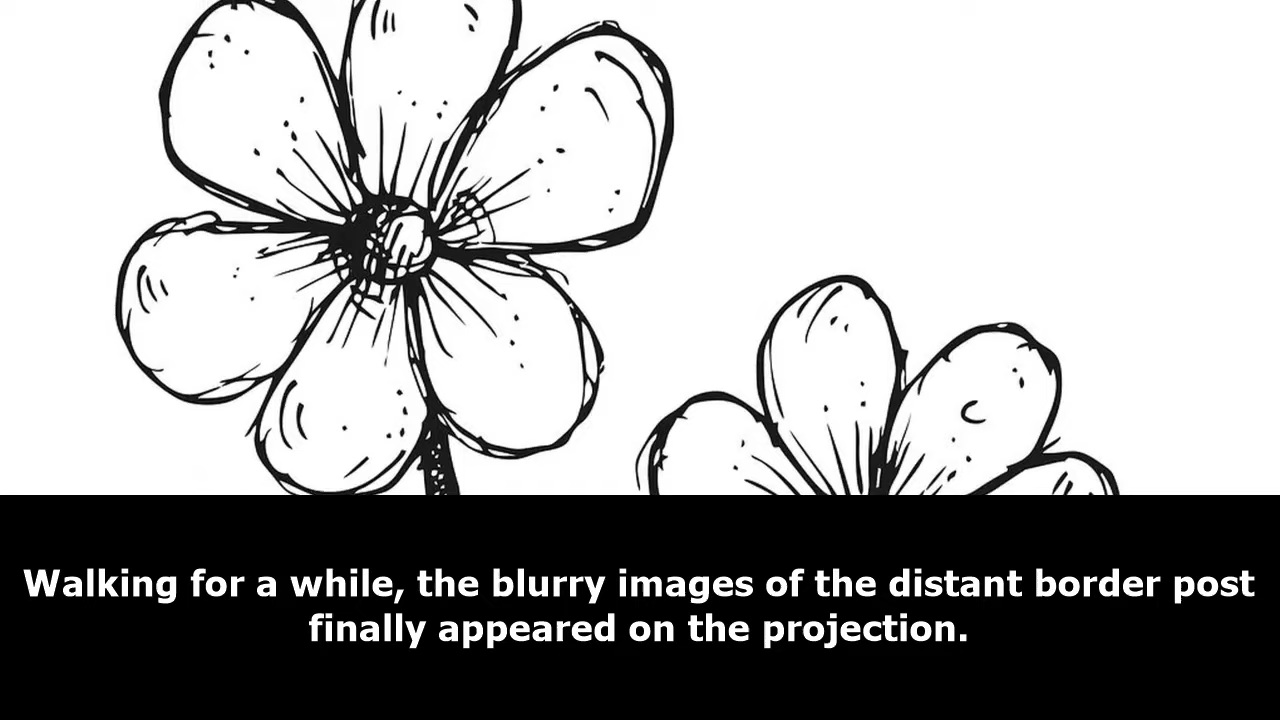 Walking for a while, the blurry images of the distant border post
finally appeared on the projection.